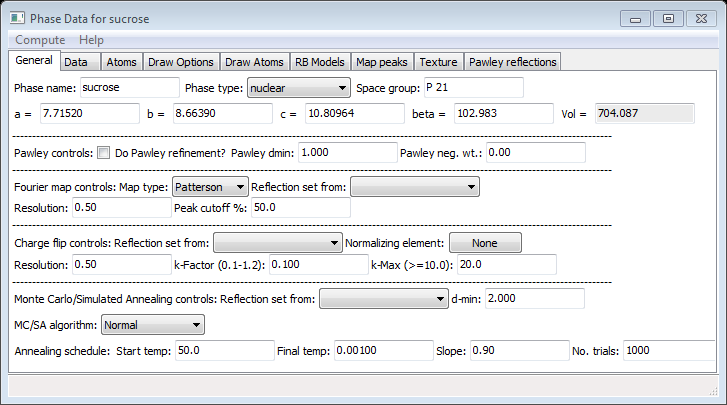 Phase Data for sucrose
Compute Help
General Data Atoms Draw Options Draw Atoms RB Models Map peaks Texture Pawley reflections
Phase name: sucrose Phase type: nuclear Space group: P 21
a = 7.71520 b = 8.66390 c = 10.80964 beta = 102.983 Vol = 704.087
Pawley controls: Do Pawley refinement? Pawley dmin: 1.000 Pawley neg. wt.: 0.00
Fourier map controls: Map type: Patterson Reflection set from:
Resolution: 0.50 Peak cutoff %: 50.0
Charge flip controls: Reflection set from: Normalizing element: None
Resolution: 0.50 k-Factor (0.1-1.2): 0.100 k-Max (>=10.0): 20.0
Monte Carlo/Simulated Annealing controls: Reflection set from: d-min: 2.000
MC/SA algorithm: Normal
Annealing schedule: Start temp: 50.0 Final temp: 0.00100 Slope: 0.90 No. trials: 1000